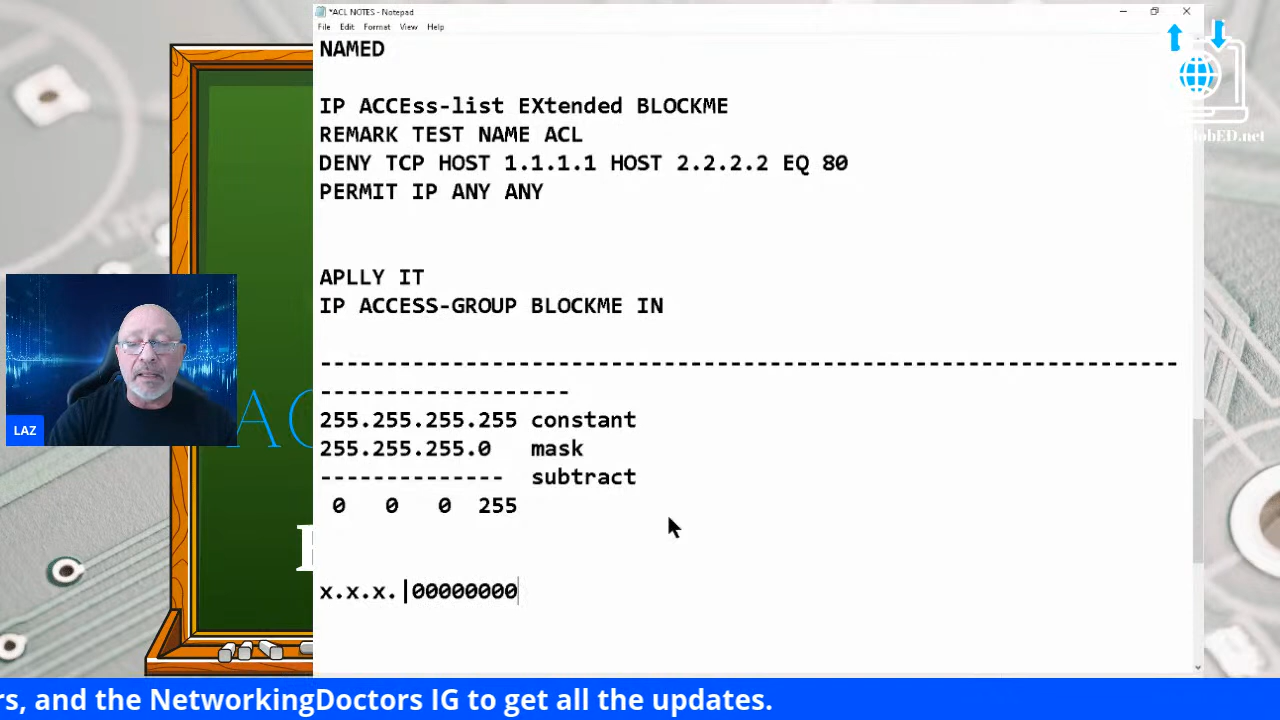 *ACL NOTES - Notepad
File Edit Format View Help
NAMED
IP ACCEss-list EXtended BLOCKME
REMARK TEST NAME ACL
DENY TCP HOST 1.1.1.1 HOST 2.2.2.2 EQ 80
PERMIT IP ANY ANY
APLLY IT
IP ACCESS-GROUP BLOCKME IN
-----------------------------------------------------------------
-------------------
255.255.255.255 constant
255.255.255.0 mask
-------------- subtract
0 0 0 255
x.x.x.|00000000
LAZ
and the NetworkingDoctors IG to get all the updates.